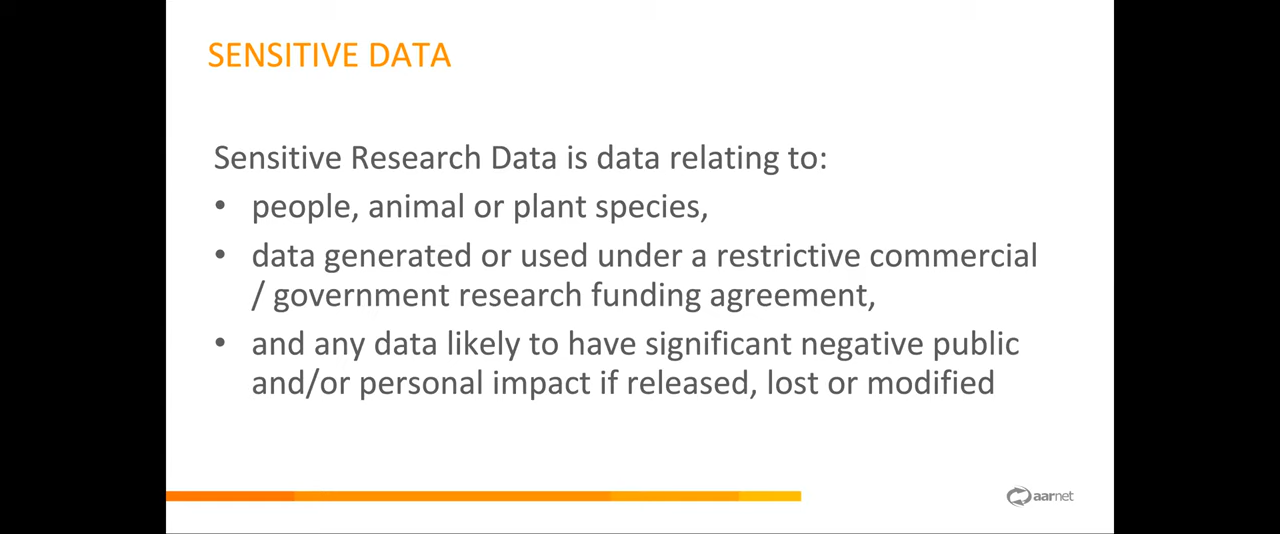 SENSITIVE DATA
Sensitive Research Data is data relating to:
• people, animal or plant species,
• data generated or used under a restrictive commercial
/ government research funding agreement,
• and any data likely to have significant negative public
and/or personal impact if released, lost or modified
aarnet